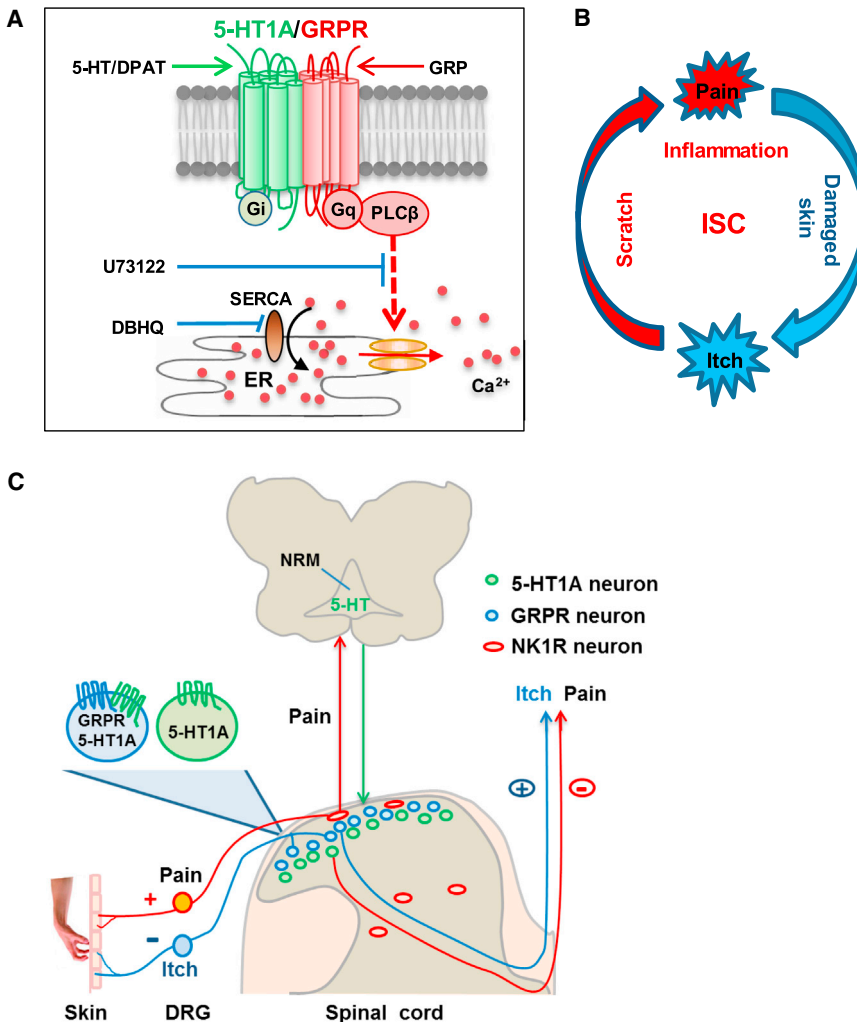 A
5-HT1A/GRPR
5-HT/DPAT
GRP
Gi
Gq
PLCβ
U73122
SERCA
DBHQ
ER
Ca2+
B
Pain
Inflammation
Scratch
ISC
Damaged
skin
Itch
C
NRM
5-HT
5-HT1A neuron
GRPR neuron
NK1R neuron
Itch Pain
GRPR
5-HT1A
5-HT1A
Pain
+
-
Pain
+
-
Itch
Skin
DRG
Spinal cord